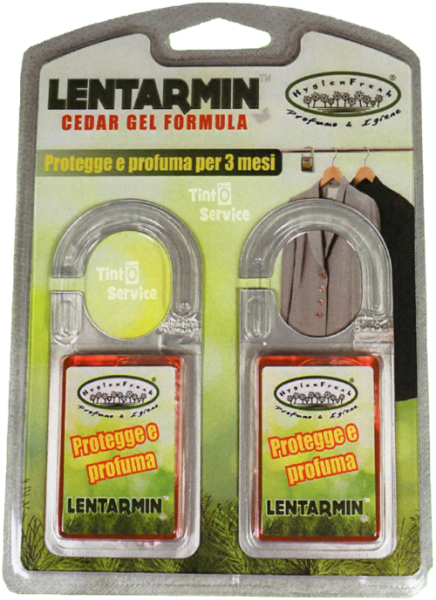 LENTARMIN™
CEDAR GEL FORMULA
HygienFresh®
Profumo & Igiene
Protegge e profuma per 3 mesi
Tinto
Service
Tinto
Service
HygienFresh
Profumo & Igiene
Protegge e
profuma
LENTARMIN™
HygienFresh
Profumo & Igiene
Protegge e
profuma
LENTARMIN™